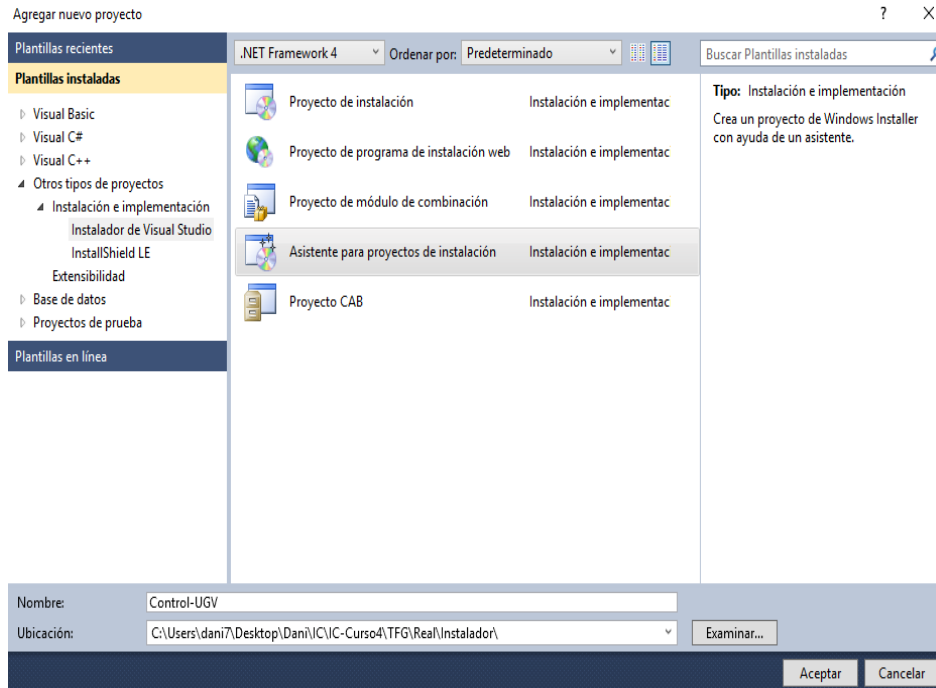 Agregar nuevo proyecto
? X
Plantillas recientes
.NET Framework 4
Ordenar por: Predeterminado
Buscar Plantillas instaladas
Plantillas instaladas
Visual Basic
Visual C#
Visual C++
Otros tipos de proyectos
Instalación e implementación
Instalador de Visual Studio
InstallShield LE
Extensibilidad
Base de datos
Proyectos de prueba
Plantillas en línea
Proyecto de instalación Instalación e implementac
Proyecto de programa de instalación web Instalación e implementac
Proyecto de módulo de combinación Instalación e implementac
Asistente para proyectos de instalación Instalación e implementac
Proyecto CAB Instalación e implementac
Tipo: Instalación e implementación
Crea un proyecto de Windows Installer
con ayuda de un asistente.
Nombre: Control-UGV
Ubicación: C:\Users\dani7\Desktop\Dani\IC\IC-Curso4\TFG\Real\Instalador\ Examinar...
Aceptar Cancelar